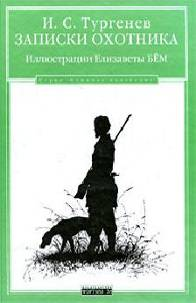 И. С. Тургенев
ЗАПИСКИ ОХОТНИКА
Иллюстрации Елизаветы БЁМ